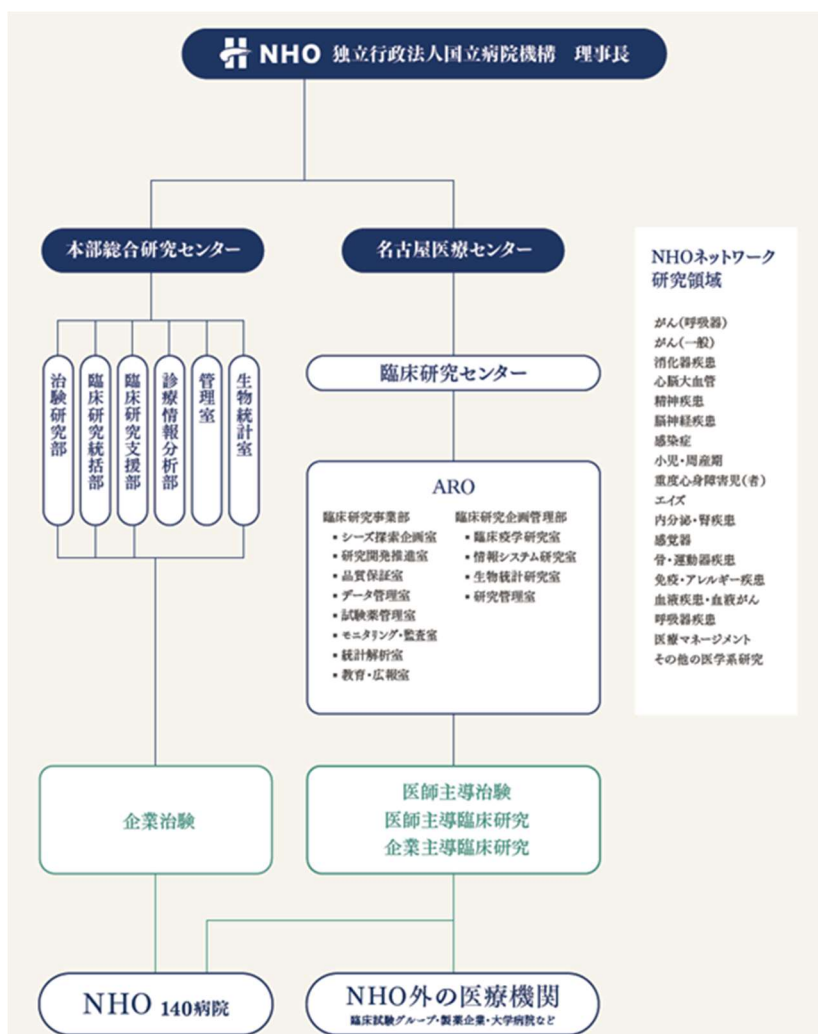 NHO 独立行政法人国立病院機構 理事長
本部総合研究センター
名古屋医療センター
治験研究部
臨床研究統括部
臨床研究支援部
診療情報分析部
管理室
生物統計室
臨床研究センター
ARO
臨床研究事業部
▪ シーズ探索企画室
▪ 研究開発推進室
▪ 品質保証室
▪ データ管理室
▪ 試験薬管理室
▪ モニタリング・監査室
▪ 統計解析室
▪ 教育・広報室
臨床研究企画管理部
▪ 臨床疫学研究室
▪ 情報システム研究室
▪ 生物統計研究室
▪ 研究管理室
NHOネットワーク
研究領域
がん(呼吸器)
がん(一般)
消化器疾患
心脳大血管
精神疾患
脳神経疾患
感染症
小児・周産期
重度心身障害児(者)
エイズ
内分泌・腎疾患
感覚器
骨・運動器疾患
免疫・アレルギー疾患
血液疾患・血液がん
呼吸器疾患
医療マネージメント
その他の医学系研究
企業治験
医師主導治験
医師主導臨床研究
企業主導臨床研究
NHO 140病院
NHO外の医療機関
臨床試験グループ・製薬企業・大学病院など